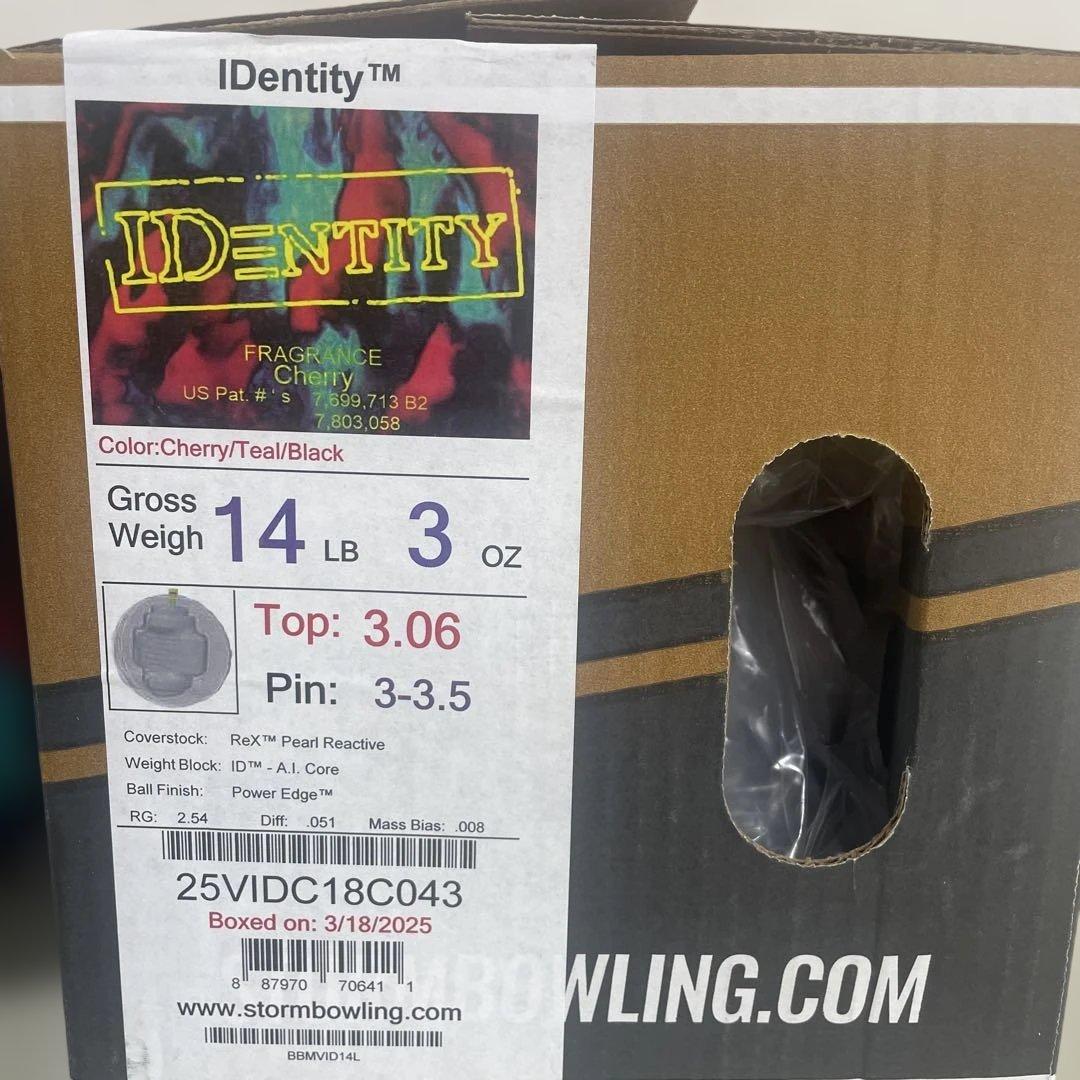 IDentity™
IDENTITY
FRAGRANCE
Cherry
US Pat. # ' s 7,699,713 B2
7,803,058
Color:Cherry/Teal/Black
Gross
Weigh 14 LB 3 OZ
Top: 3.06
Pin: 3-3.5
Coverstock: ReX™ Pearl Reactive
Weight Block: ID™ - A.I. Core
Ball Finish: Power Edge™
RG: 2.54 Diff: .051 Mass Bias: .008
25VIDC18C043
Boxed on: 3/18/2025
8 87970 70641 1
www.stormbowling.com
BBMVID14L
STORMBOWLING.COM